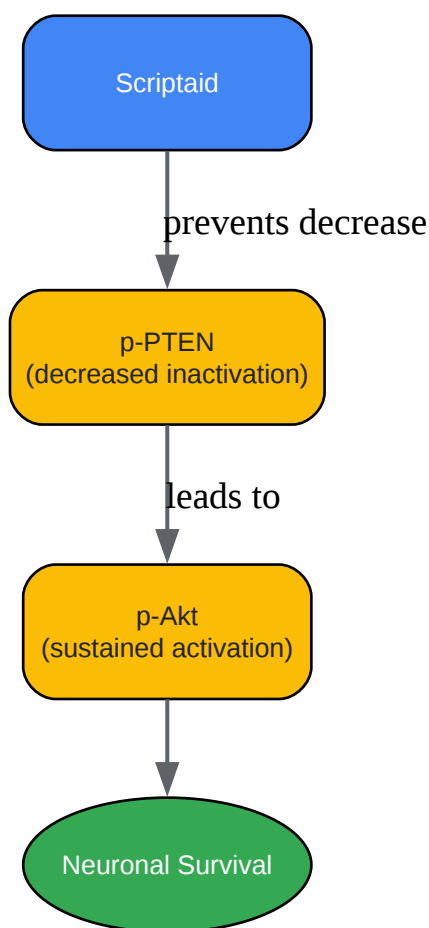 Scriptaid
prevents decrease
p-PTEN
(decreased inactivation)
leads to
p-Akt
(sustained activation)
Neuronal Survival